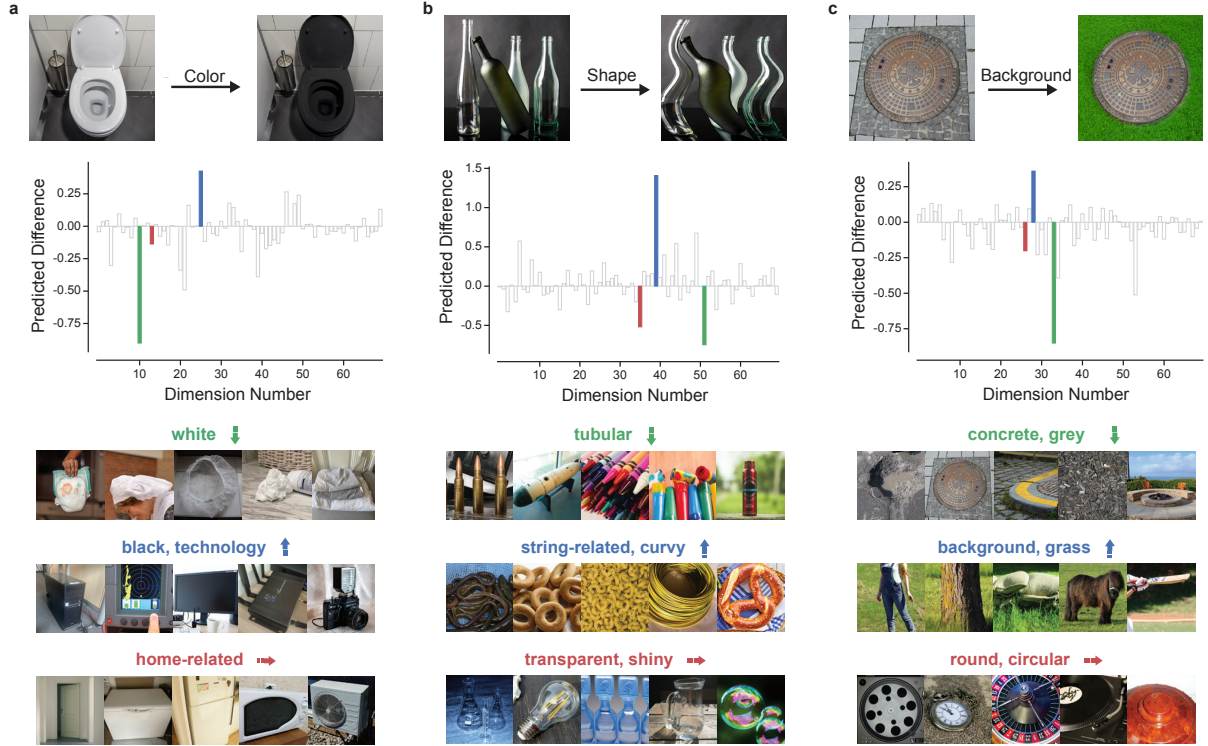 a
Color
Predicted Difference
0.25
0.00
-0.25
-0.50
-0.75
10
20
30
40
50
60
Dimension Number
white
black, technology
home-related
b
Shape
Predicted Difference
1.5
1.0
0.5
0.0
-0.5
10
20
30
40
50
60
Dimension Number
tubular
string-related, curvy
transparent, shiny
c
Background
Predicted Difference
0.25
0.00
-0.25
-0.50
-0.75
10
20
30
40
50
60
Dimension Number
concrete, grey
background, grass
round, circular